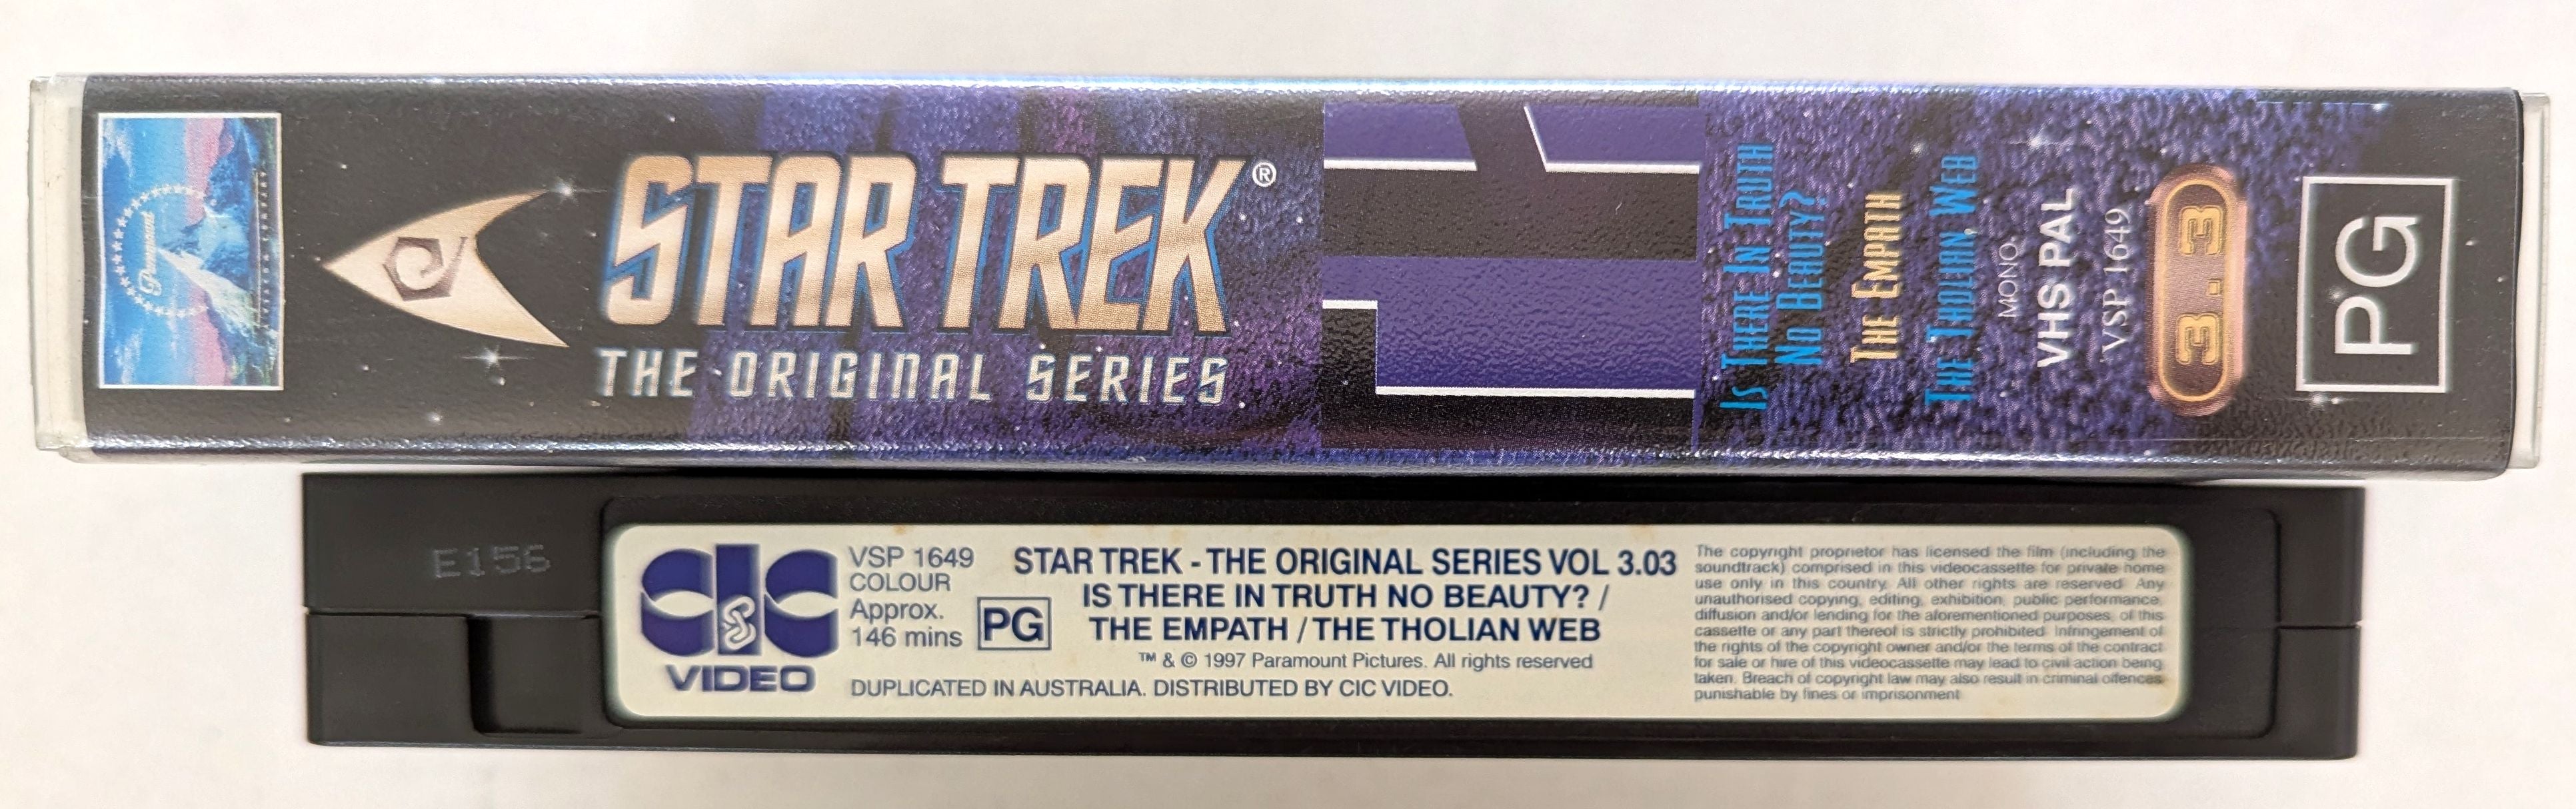 Paramount
STAR TREK®
THE ORIGINAL SERIES
IS THERE IN TRUTH
NO BEAUTY?
THE EMPATH
THE THOLIAN WEB
MONO
VHS PAL
VSP 1649
3.3
PG
E156
CIC
VIDEO
VSP 1649
COLOUR
Approx.
146 mins
PG
STAR TREK - THE ORIGINAL SERIES VOL 3.03
IS THERE IN TRUTH NO BEAUTY? /
THE EMPATH / THE THOLIAN WEB
™ & © 1997 Paramount Pictures. All rights reserved
DUPLICATED IN AUSTRALIA. DISTRIBUTED BY CIC VIDEO.
The copyright proprietor has licensed the film (including the
soundtrack) comprised in this videocassette for private home
use only in this country. All other rights are reserved. Any
unauthorised copying, editing, exhibition, public performance,
diffusion and/or lending for the aforementioned purposes, of this
cassette or any part thereof is strictly prohibited. Infringement of
the rights of the copyright owner and/or the terms of the contract
for sale or hire of this videocassette may lead to civil action being
taken. Breach of copyright law may also result in criminal offences
punishable by fines or imprisonment